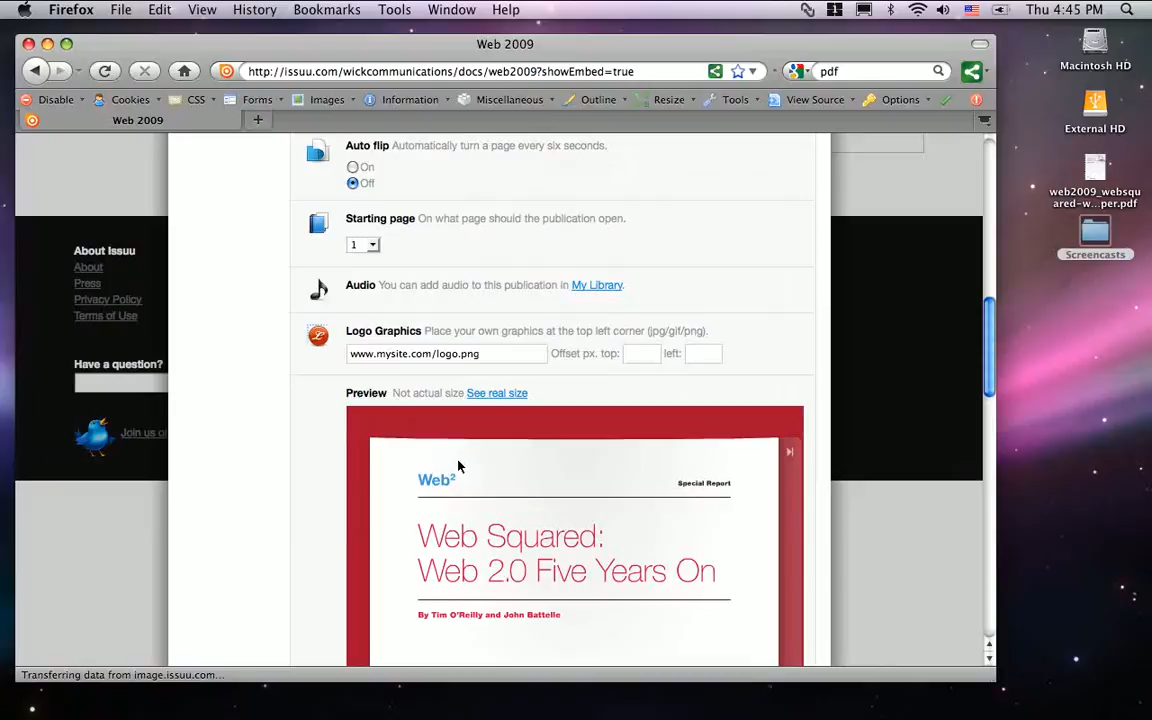 Firefox File Edit View History Bookmarks Tools Window Help Thu 4:45 PM
Web 2009
http://issuu.com/wickcommunications/docs/web2009?showEmbed=true
pdf
Disable Cookies CSS Forms Images Information Miscellaneous Outline Resize Tools View Source Options
Web 2009
Macintosh HD
External HD
web2009_websqu
ared-w...per.pdf
Screencasts
Auto flip Automatically turn a page every six seconds.
On
Off
Starting page On what page should the publication open.
1
Audio You can add audio to this publication in My Library.
Logo Graphics Place your own graphics at the top left corner (jpg/gif/png).
www.mysite.com/logo.png Offset px. top: left:
Preview Not actual size See real size
Web²
Special Report
Web Squared:
Web 2.0 Five Years On
By Tim O'Reilly and John Battelle
About Issuu
About
Press
Privacy Policy
Terms of Use
Have a question?
Join us o
Transferring data from image.issuu.com...